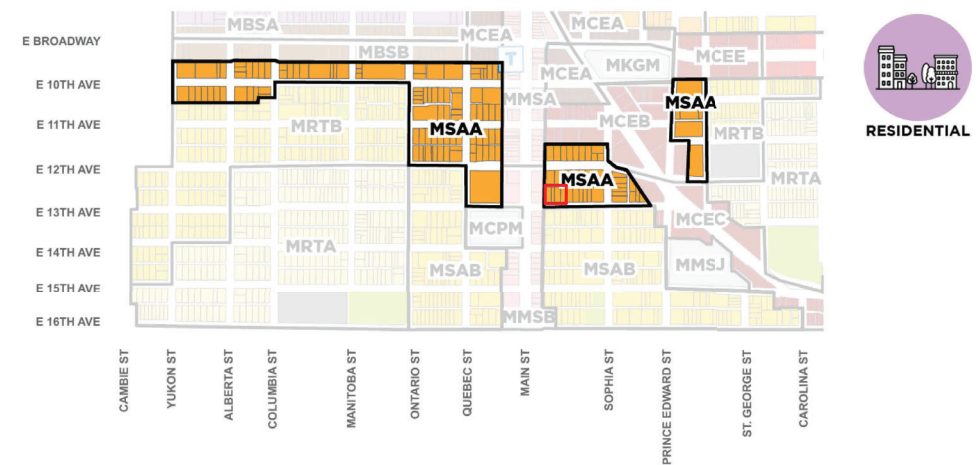 MBSA
MCEA
MCEA
E BROADWAY
MBSB
T
MCEE
MCEA
MKGM
E 10TH AVE
MMSA
MSAA
RESIDENTIAL
E 11TH AVE
MRTB
MSAA
MCEB
MRTB
E 12TH AVE
MSAA
MRTA
E 13TH AVE
MCPM
MCEC
MRTA
E 14TH AVE
MSAB
MSAB
MMSJ
E 15TH AVE
MMSB
E 16TH AVE
CAMBIE ST
YUKON ST
ALBERTA ST
COLUMBIA ST
MANITOBA ST
ONTARIO ST
QUEBEC ST
MAIN ST
SOPHIA ST
PRINCE EDWARD ST
ST. GEORGE ST
CAROLINA ST